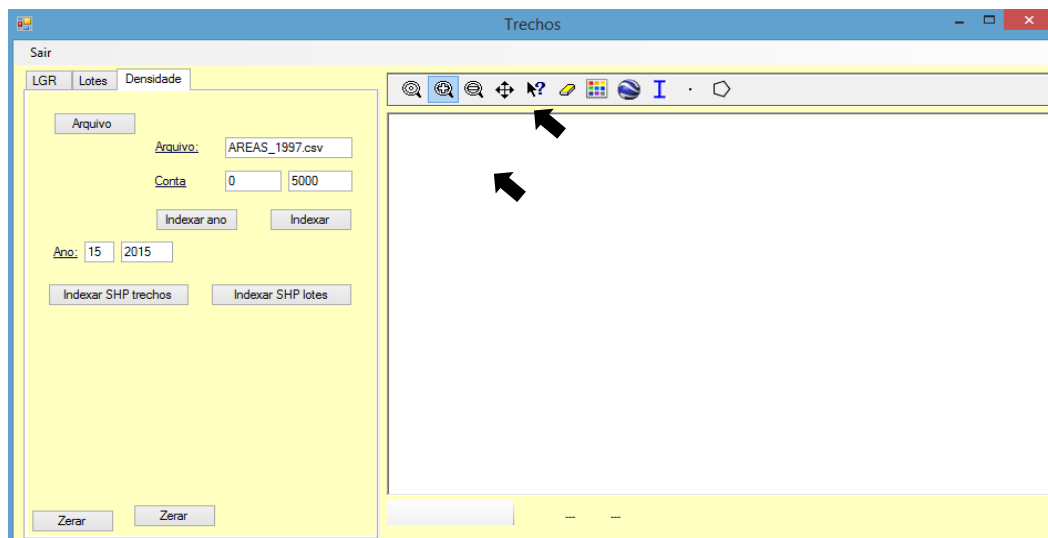 Trechos
Sair
LGR Lotes Densidade
Arquivo
Arquivo: AREAS_1997.csv
Conta 0 5000
Indexar ano Indexar
Ano: 15 2015
Indexar SHP trechos Indexar SHP lotes
Zerar Zerar
--- ---